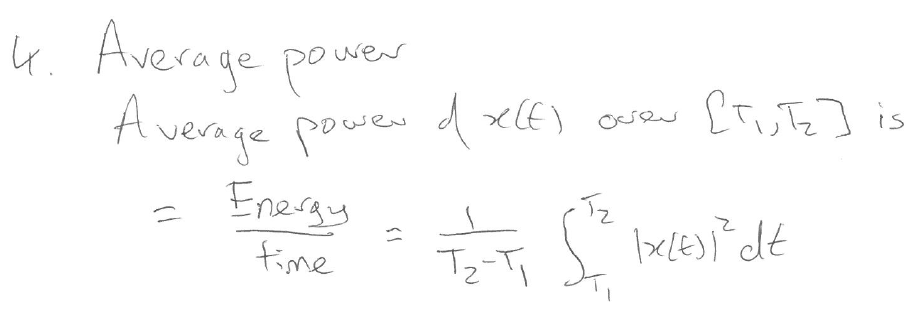 4. Average power
Average power of x(t) over [T₁, T₂] is
= Energy/time = 1/(T₂-T₁) ∫_{T₁}^{T₂} |x(t)|² dt